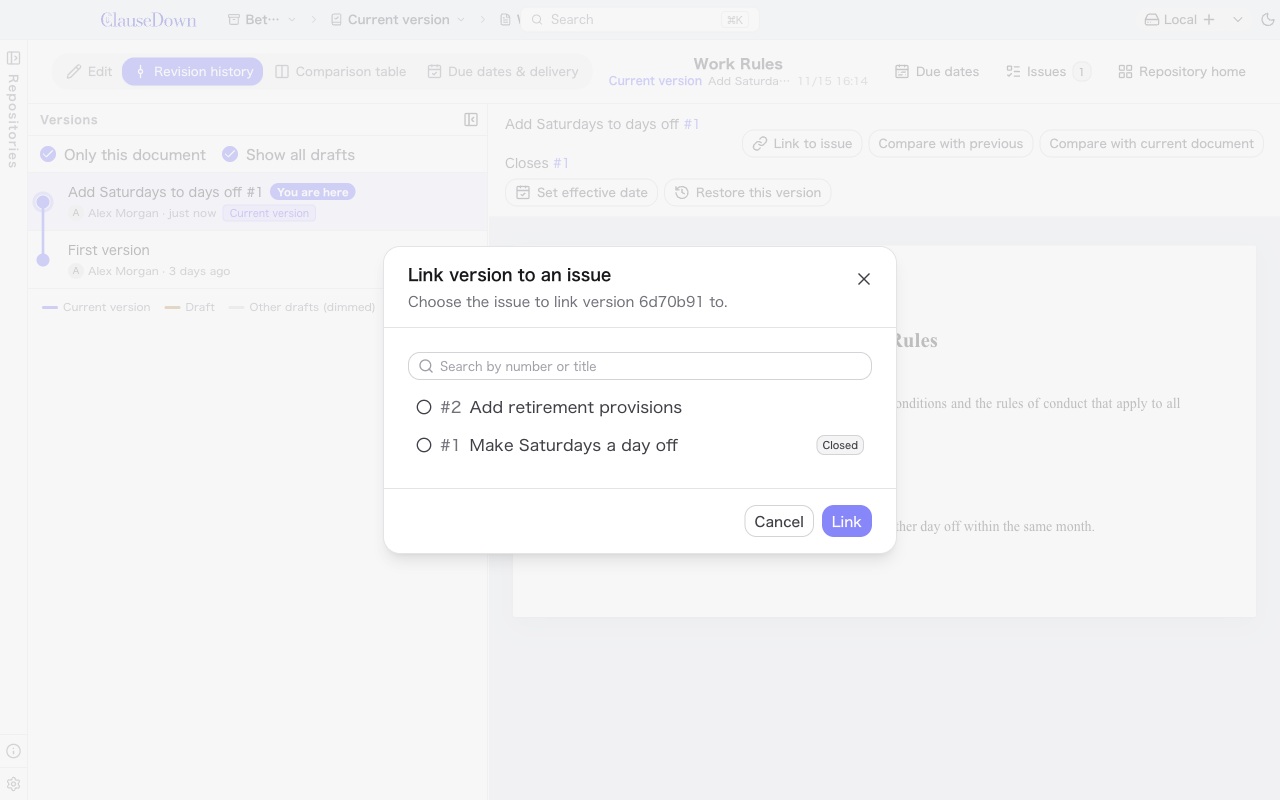 ClauseDown
Bet…
Current version
Search
⌘K
Local
Repositories
Edit
Revision history
Comparison table
Due dates & delivery
Work Rules
Current version Add Saturda… 11/15 16:14
Due dates
Issues 1
Repository home
Versions
Only this document
Show all drafts
Add Saturdays to days off #1 You are here
A Alex Morgan · just now Current version
First version
A Alex Morgan · 3 days ago
Current version
Draft
Other drafts (dimmed)
Add Saturdays to days off #1
Closes #1
Link to issue
Compare with previous
Compare with current document
Set effective date
Restore this version
Rules
conditions and the rules of conduct that apply to all
day off within the same month.
Link version to an issue
Choose the issue to link version 6d70b91 to.
Search by number or title
#2 Add retirement provisions
#1 Make Saturdays a day off Closed
Cancel
Link